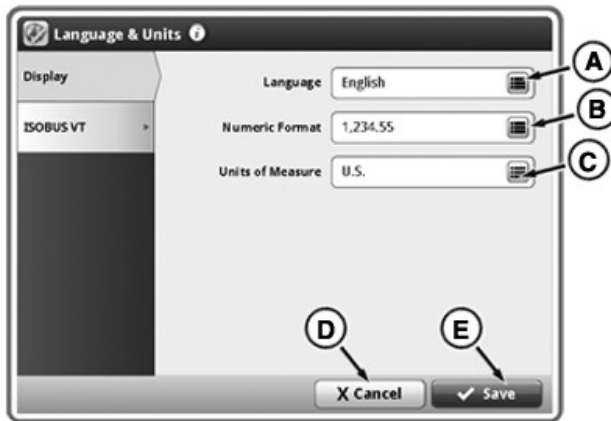 Language & Units i
Display
ISOBUS VT
Language English
Numeric Format 1,234.55
Units of Measure U.S.
A
B
C
D
E
X Cancel
Save